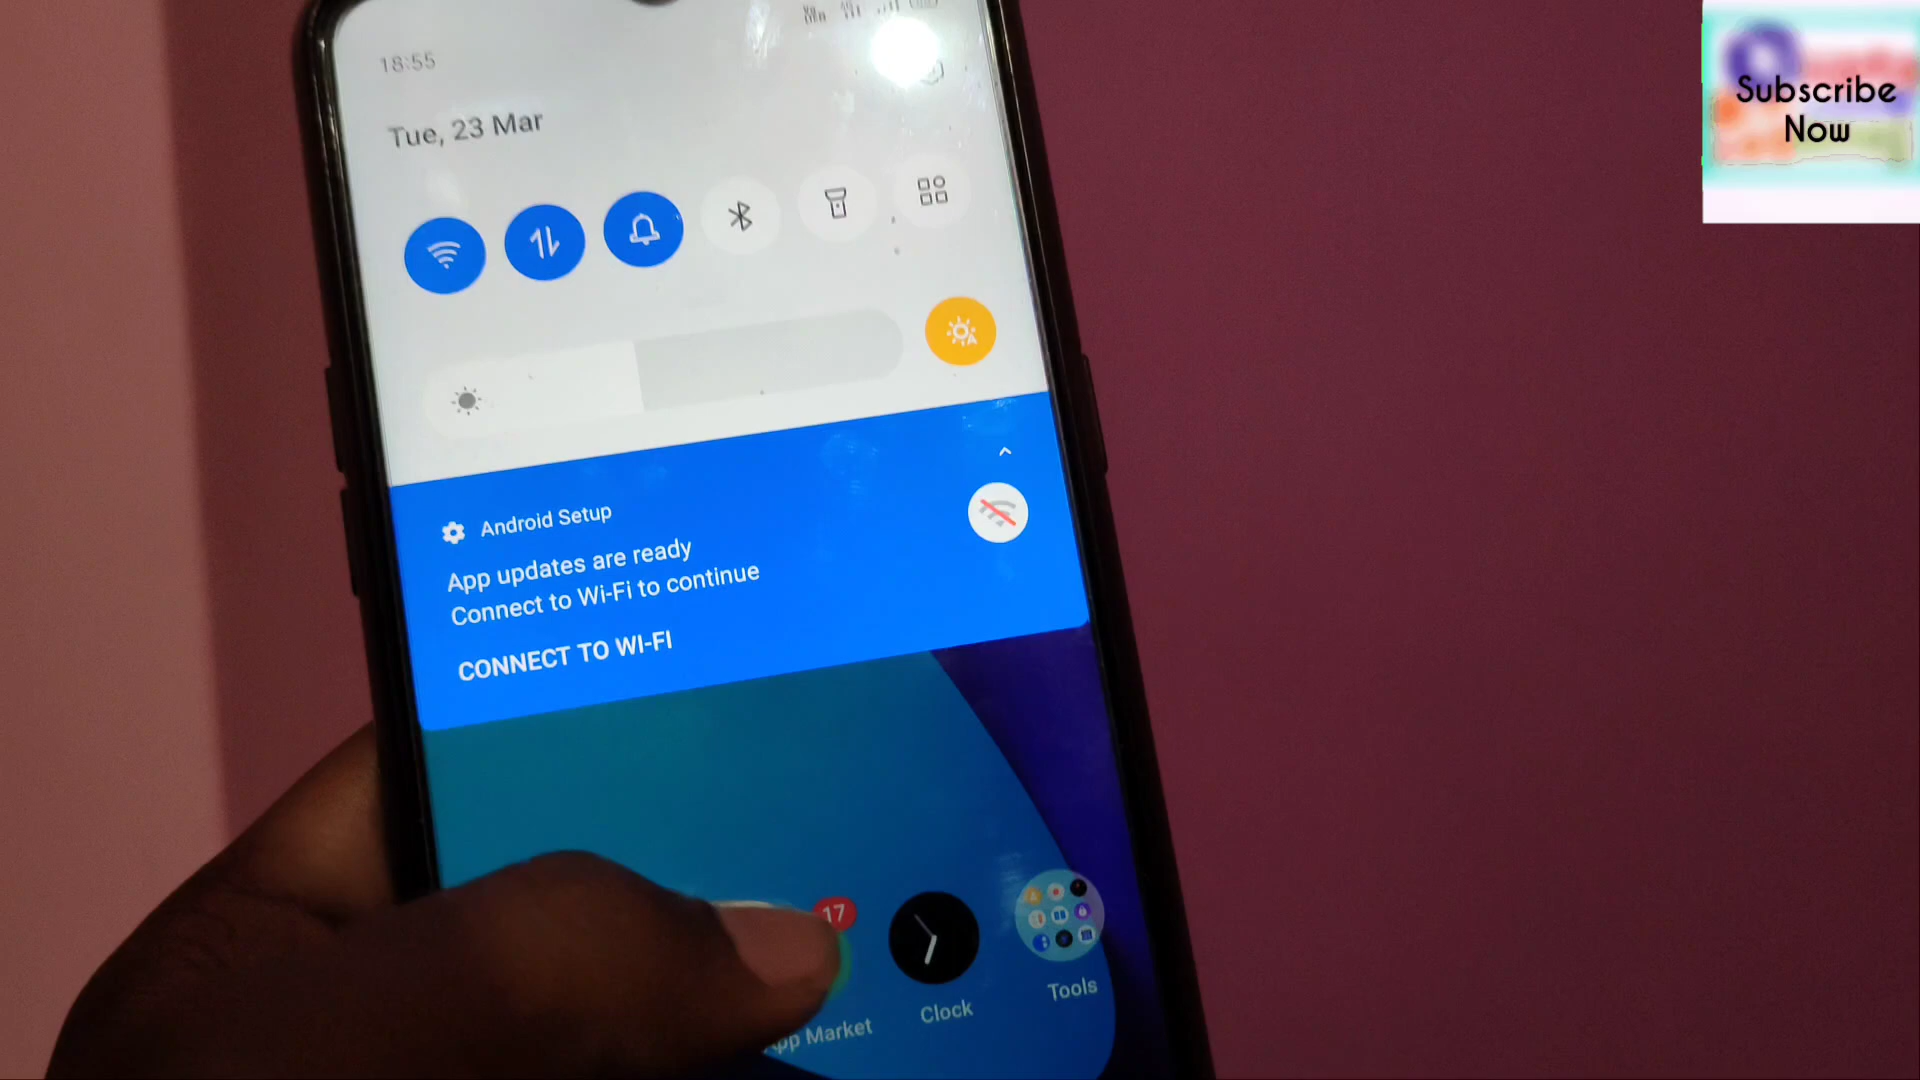 18:55
Tue, 23 Mar
Android Setup
App updates are ready
Connect to Wi-Fi to continue
CONNECT TO WI-FI
17
App Market
Clock
Tools
Subscribe
Now